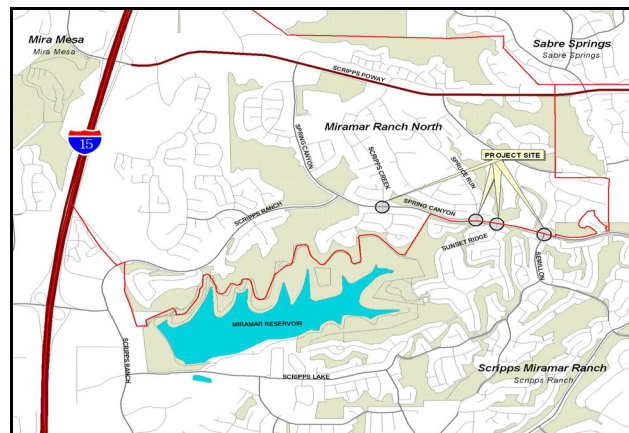 Mira Mesa
Mira Mesa
Sabre Springs
Sabre Springs
SCRIPPS POWAY
15
SPRING CANYON
Miramar Ranch North
SCRIPPS CREEK
SPRUCE RUN
PROJECT SITE
SCRIPPS RANCH
SPRING CANYON
SUNSET RIDGE
SEMILLON
MIRAMAR RESERVOIR
SCRIPPS RANCH
SCRIPPS LAKE
Scripps Miramar Ranch
Scripps Ranch